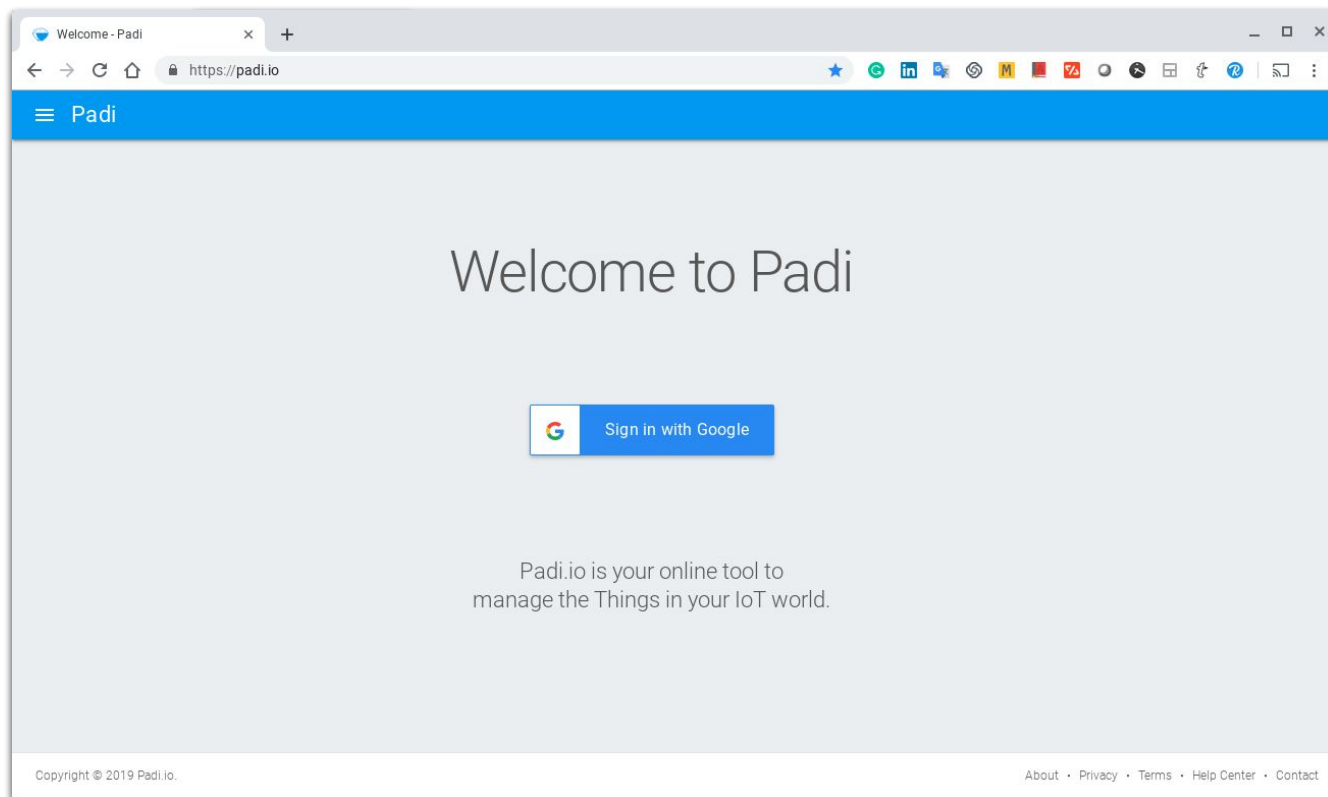 Welcome - Padi
https://padi.io
Padi
Welcome to Padi
Sign in with Google
Padi.io is your online tool to
manage the Things in your IoT world.
Copyright © 2019 Padi.io.
About • Privacy • Terms • Help Center • Contact